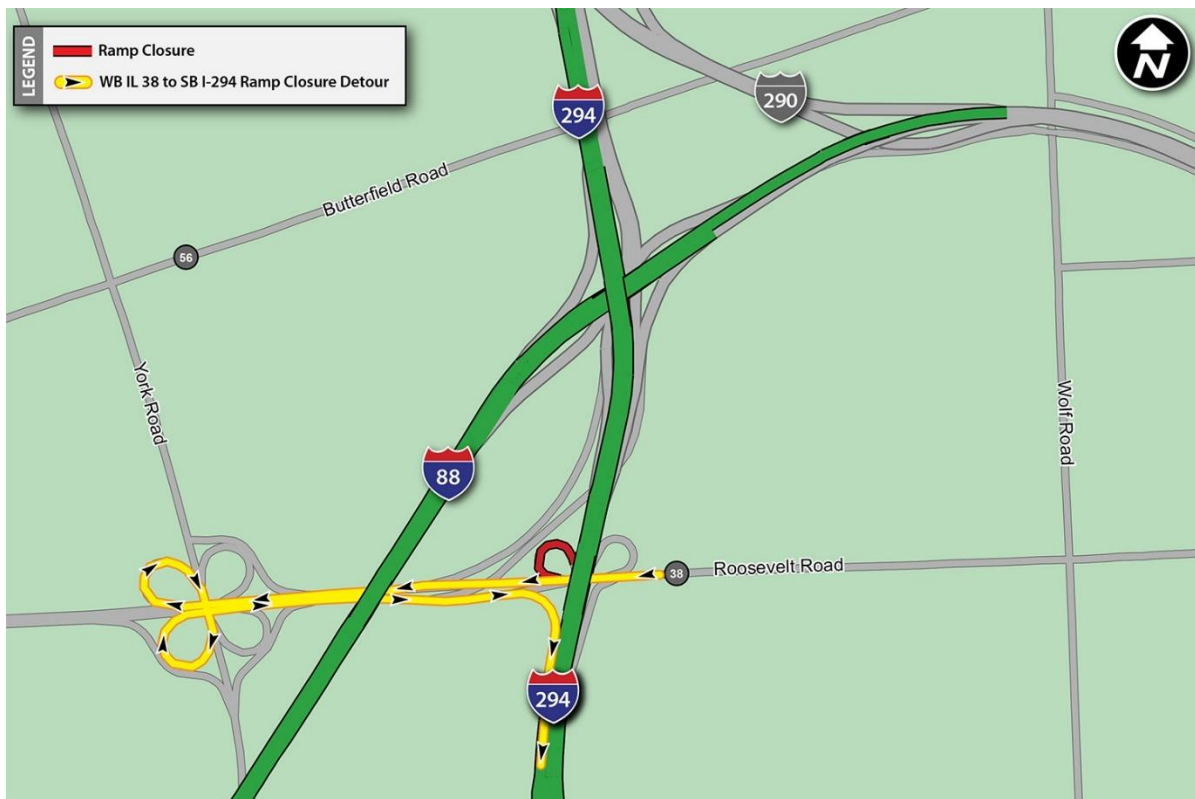 LEGEND
Ramp Closure
WB IL 38 to SB I-294 Ramp Closure Detour
N
290
294
Butterfield Road
56
York Road
Wolf Road
88
38
Roosevelt Road
294